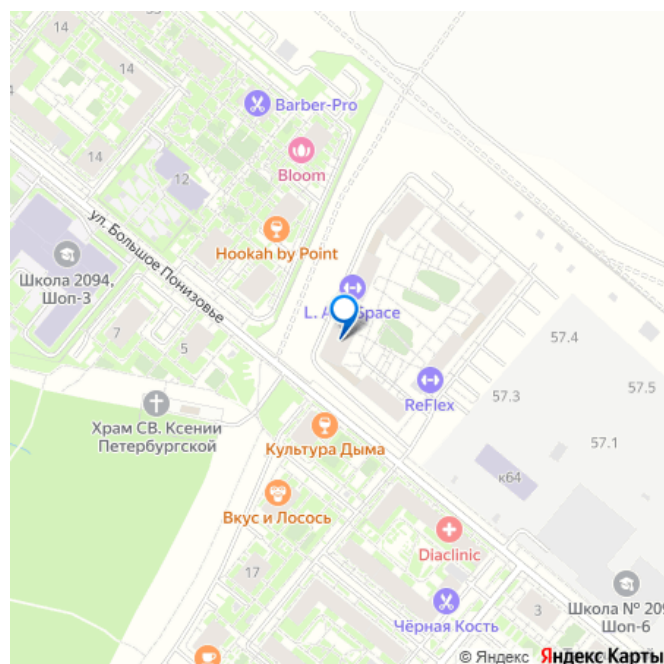 14
14
Barber-Pro
Bloom
14
12
Hookah by Point
ул. Большое Понизовье
Школа 2094,
Шоп-3
7
5
L. A
Space
57.4
57.5
57.3
57.1
ReFlex
Храм СВ. Ксении
Петербургской
Культура Дыма
к64
Вкус и Лосось
Diaclinic
17
Чёрная Кость
3
Школа № 209
Шоп-6
© Яндекс Яндекс Карты